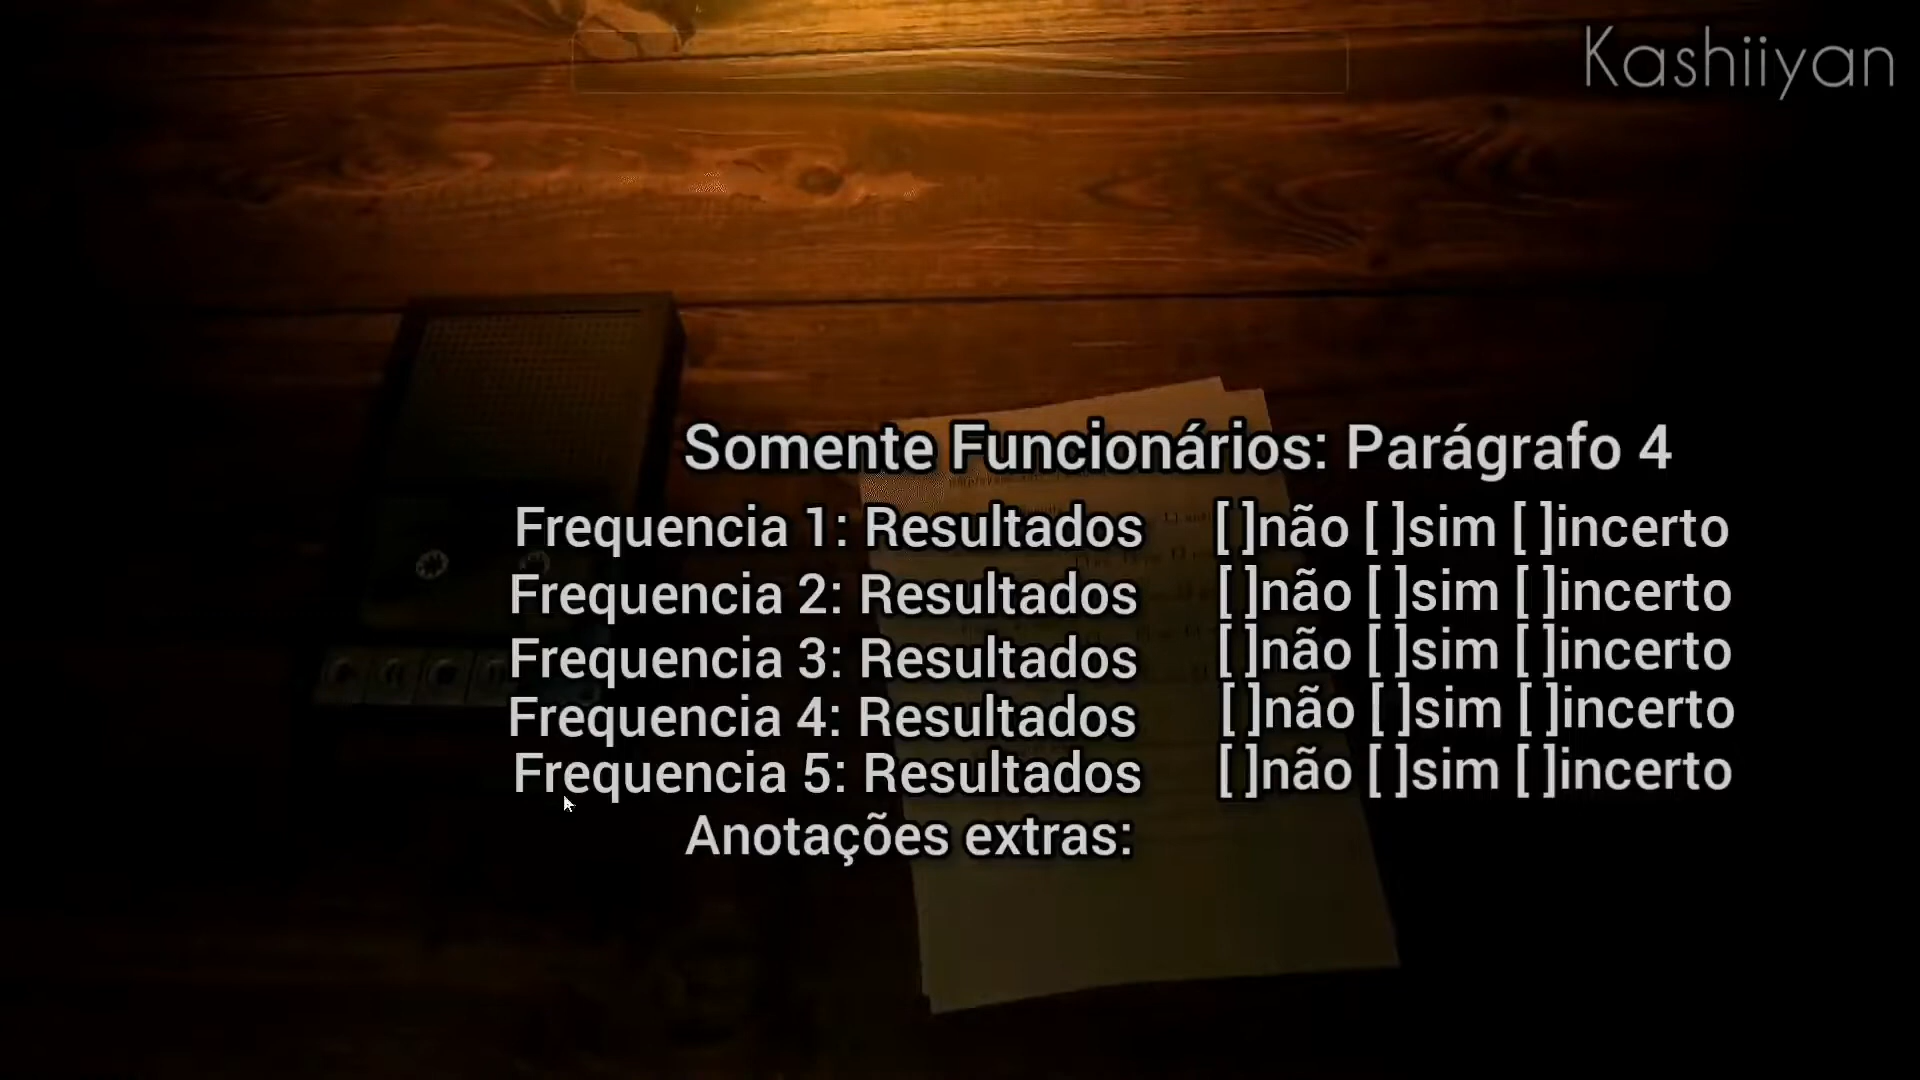 Kashiiyan
Somente Funcionários: Parágrafo 4
Frequencia 1: Resultados [ ]não [ ]sim [ ]incerto
Frequencia 2: Resultados [ ]não [ ]sim [ ]incerto
Frequencia 3: Resultados [ ]não [ ]sim [ ]incerto
Frequencia 4: Resultados [ ]não [ ]sim [ ]incerto
Frequencia 5: Resultados [ ]não [ ]sim [ ]incerto
Anotações extras: